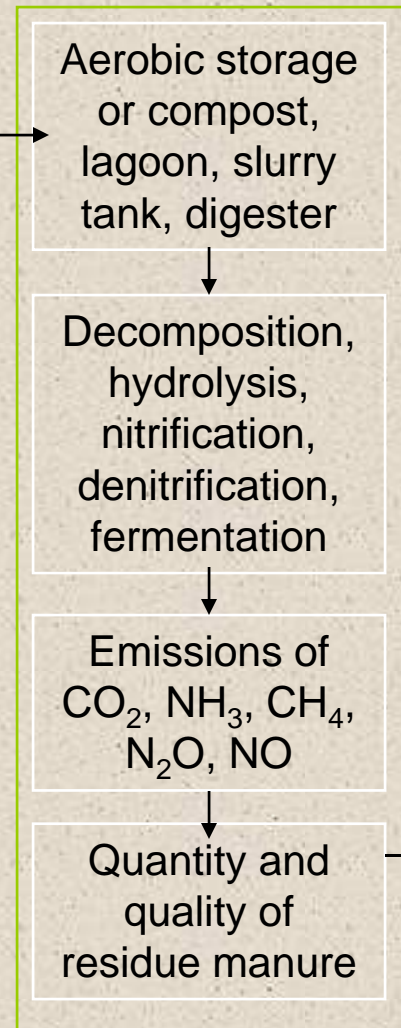 Aerobic storage
or compost,
lagoon, slurry
tank, digester
Decomposition,
hydrolysis,
nitrification,
denitrification,
fermentation
Emissions of
CO₂, NH₃, CH₄,
N₂O, NO
Quantity and
quality of
residue manure